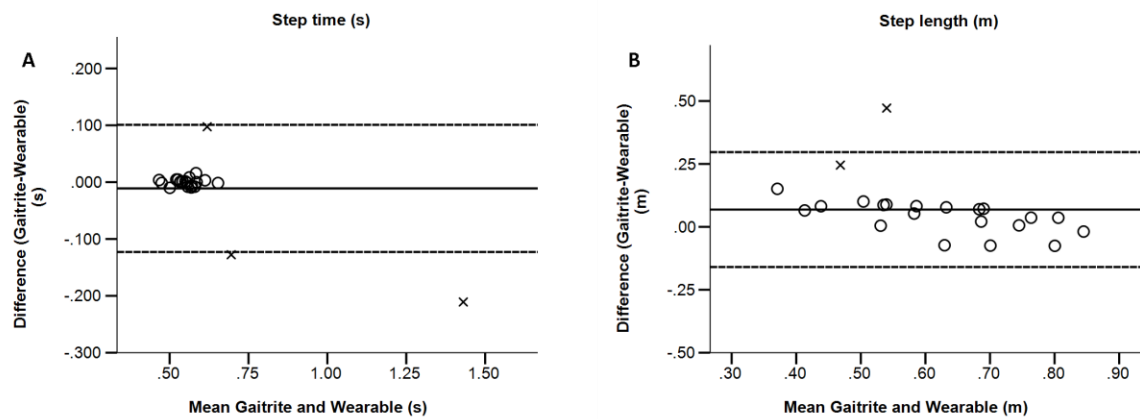 Step time (s)
A
Difference (Gaitrite-Wearable)
(s)
.200
.100
.000
-.100
-.200
-.300
.50
.75
1.00
1.25
1.50
Mean Gaitrite and Wearable (s)
Step length (m)
B
Difference (Gaitrite-Wearable)
(m)
.50
.25
.00
-.25
-.50
.30
.40
.50
.60
.70
.80
.90
Mean Gaitrite and Wearable (m)